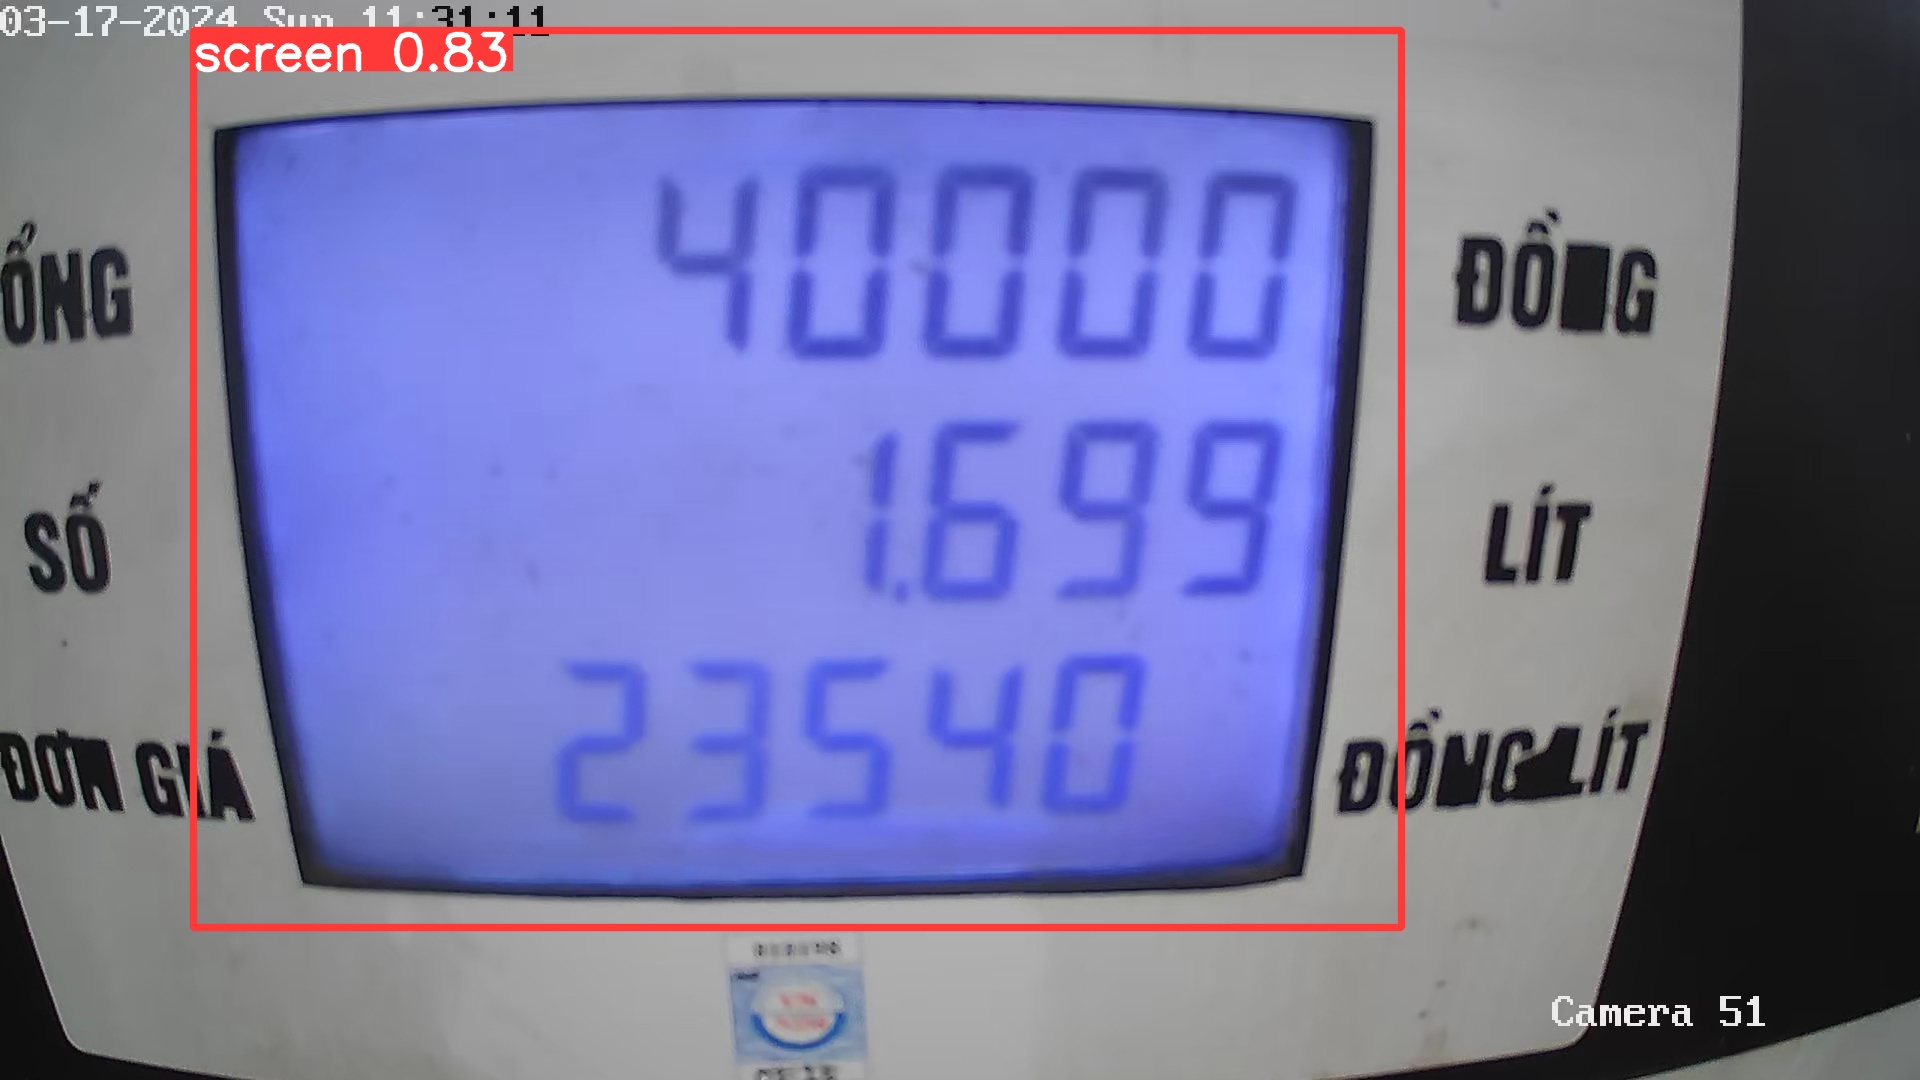 03-17-2024 Sun 11:31:11
screen 0.83
40000
ỔNG ĐỒNG
1.699
SỐ LÍT
23540
ĐƠN GIÁ ĐỒNG/LÍT
Camera 51